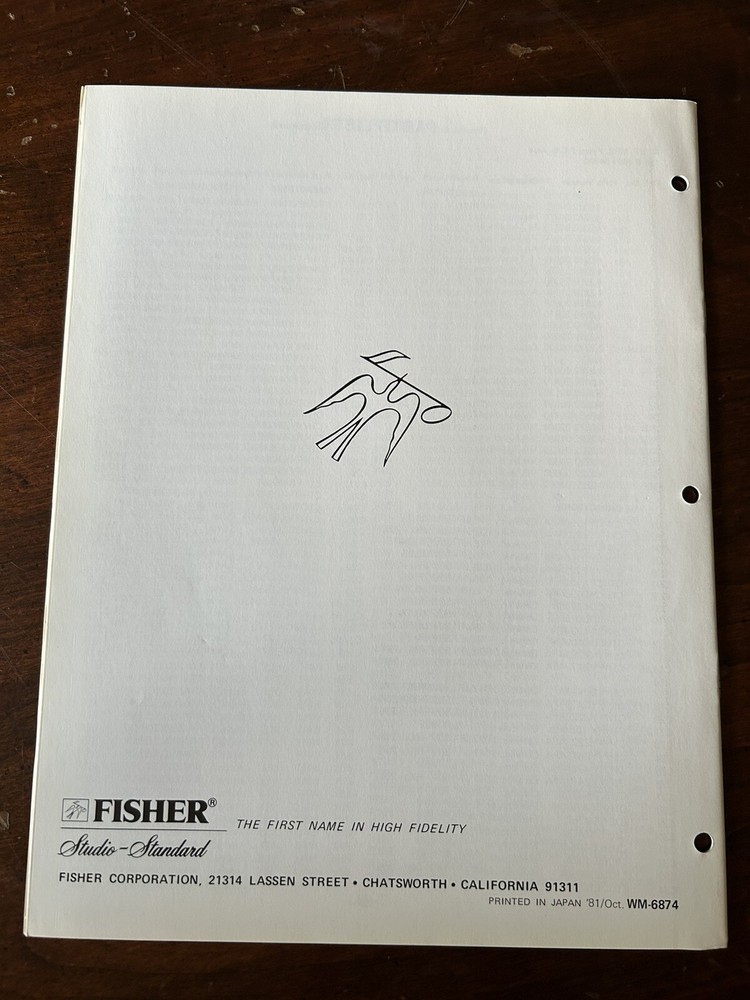 FISHER®
THE FIRST NAME IN HIGH FIDELITY
Studio-Standard
FISHER CORPORATION, 21314 LASSEN STREET • CHATSWORTH • CALIFORNIA 91311
PRINTED IN JAPAN '81/Oct. WM-6874